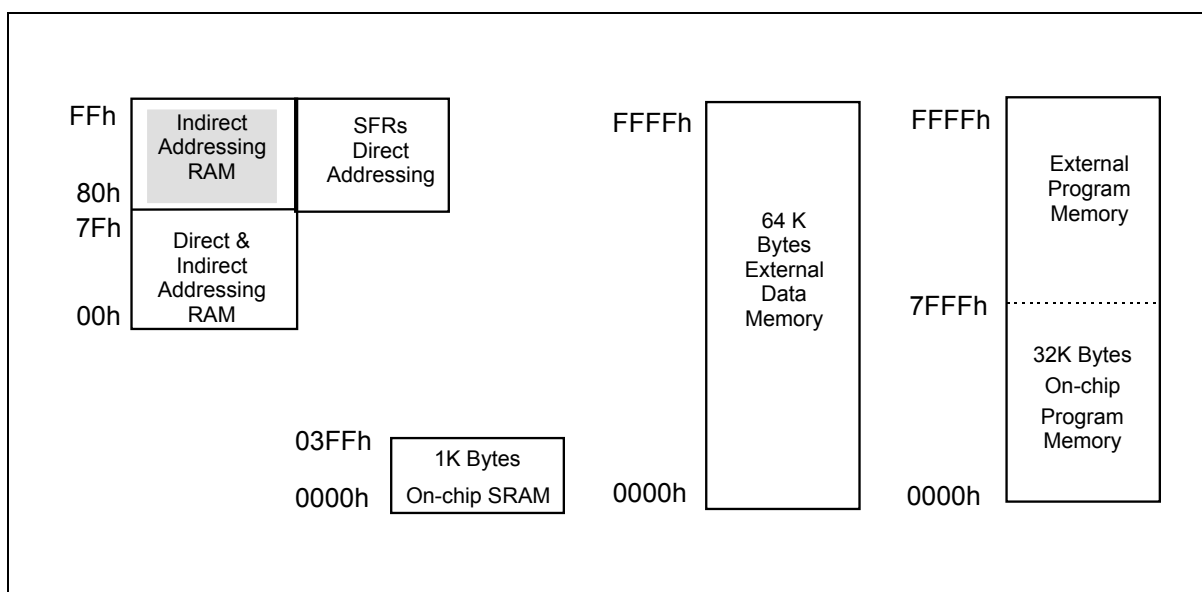 FFh
Indirect
Addressing
RAM
80h
SFRs
Direct
Addressing
7Fh
Direct &
Indirect
Addressing
RAM
00h
03FFh
1K Bytes
On-chip SRAM
0000h
FFFFh
64 K
Bytes
External
Data
Memory
0000h
FFFFh
External
Program
Memory
7FFFh
32K Bytes
On-chip
Program
Memory
0000h